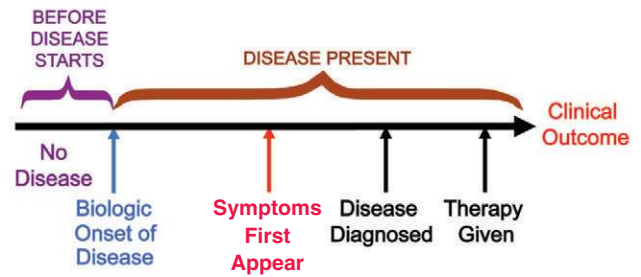 BEFORE
DISEASE
STARTS
DISEASE PRESENT
Clinical
Outcome
No
Disease
Biologic
Onset of
Disease
Symptoms
First
Appear
Disease
Diagnosed
Therapy
Given